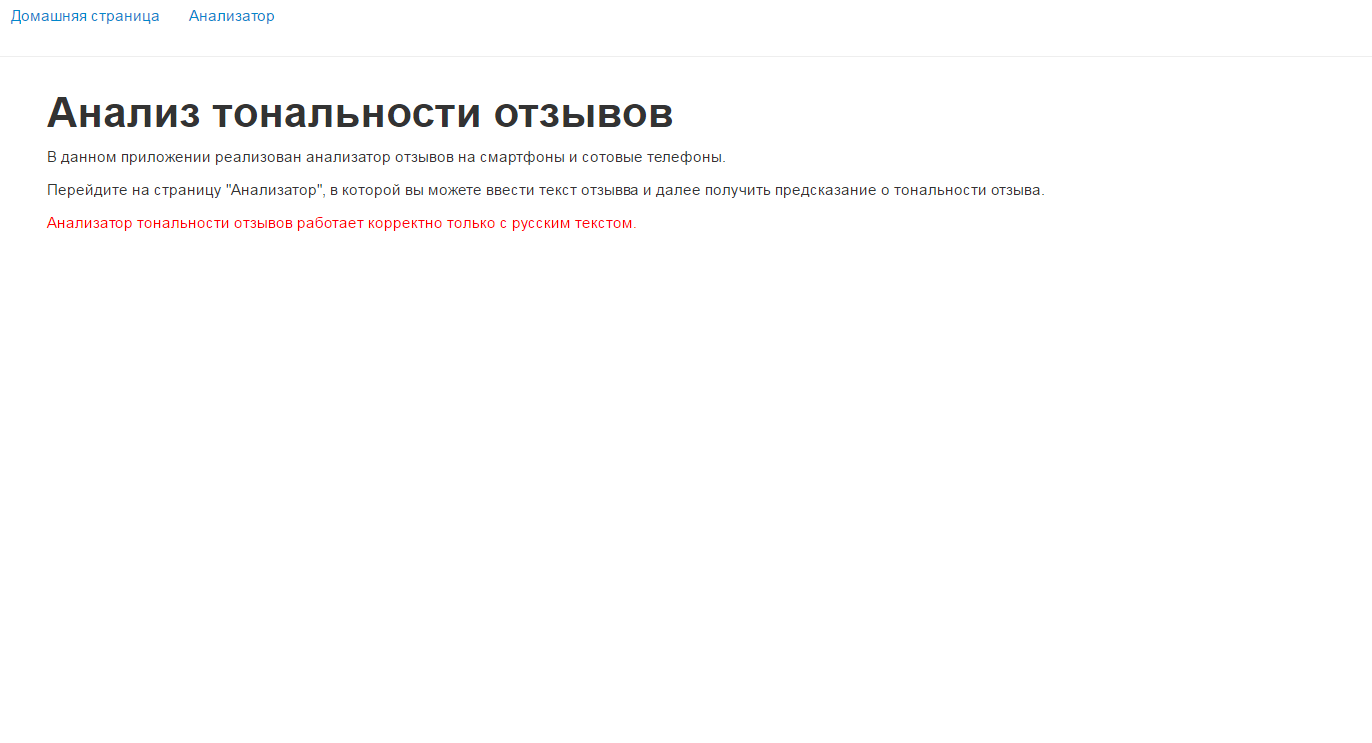 Домашняя страница Анализатор
Анализ тональности отзывов
В данном приложении реализован анализатор отзывов на смартфоны и сотовые телефоны.
Перейдите на страницу "Анализатор", в которой вы можете ввести текст отзывва и далее получить предсказание о тональности отзыва.
Анализатор тональности отзывов работает корректно только с русским текстом.